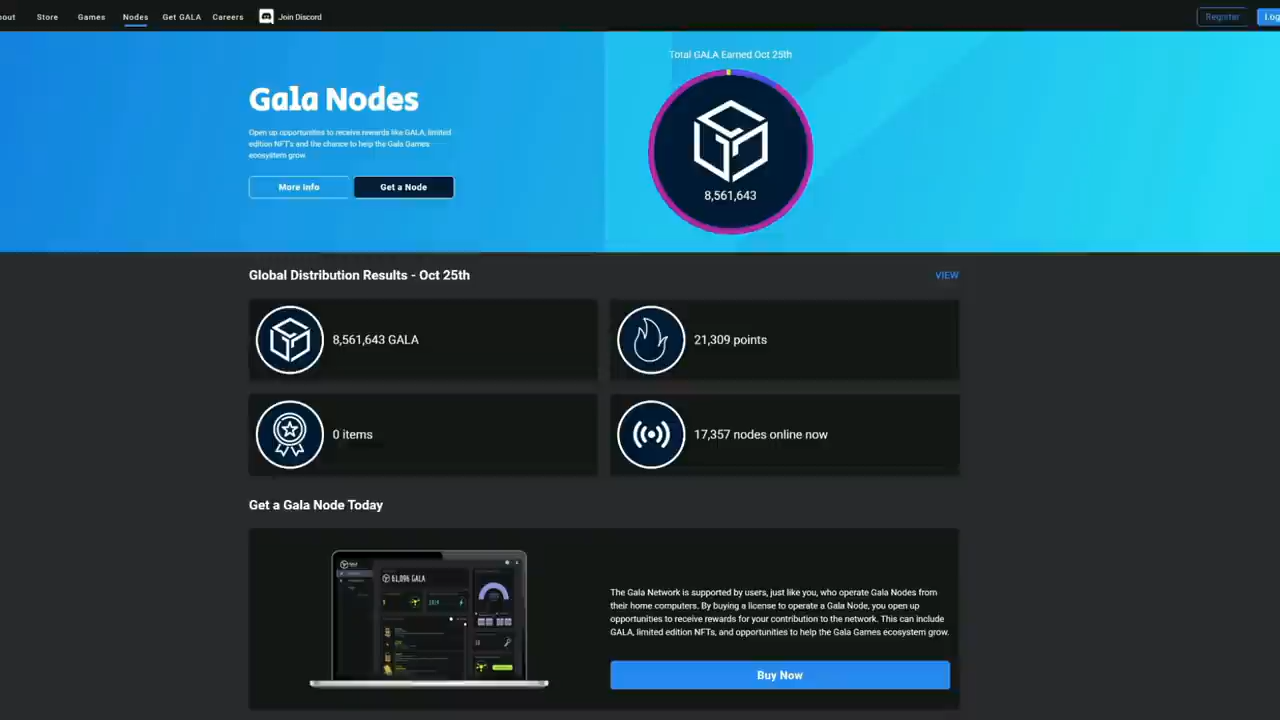 Store
Games
Nodes
Get GALA
Careers
Join Discord
Register
Total GALA Earned Oct 25th
Gala Nodes
Open up opportunities to receive rewards like GALA, limited
edition NFT's and the chance to help the Gala Games
ecosystem grow.
More Info
Get a Node
8,561,643
Global Distribution Results - Oct 25th
VIEW
8,561,643 GALA
21,309 points
0 items
17,357 nodes online now
Get a Gala Node Today
61,096 GALA
The Gala Network is supported by users, just like you, who operate Gala Nodes from
their home computers. By buying a license to operate a Gala Node, you open up
opportunities to receive rewards for your contribution to the network. This can include
GALA, limited edition NFTs, and opportunities to help the Gala Games ecosystem grow.
Buy Now